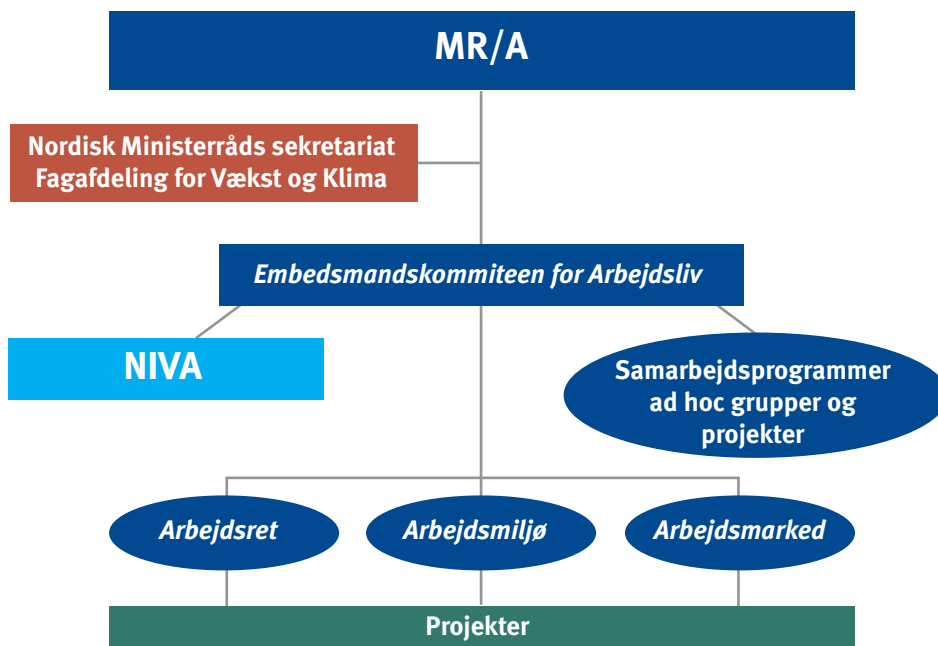 MR/A
Nordisk Ministerråds sekretariat
Fagafdeling for Vækst og Klima
Embedsmandskommiteen for Arbejdsliv
NIVA
Samarbejdsprogrammer
ad hoc grupper og
projekter
Arbejdsret
Arbejdsmiljø
Arbejdsmarked
Projekter